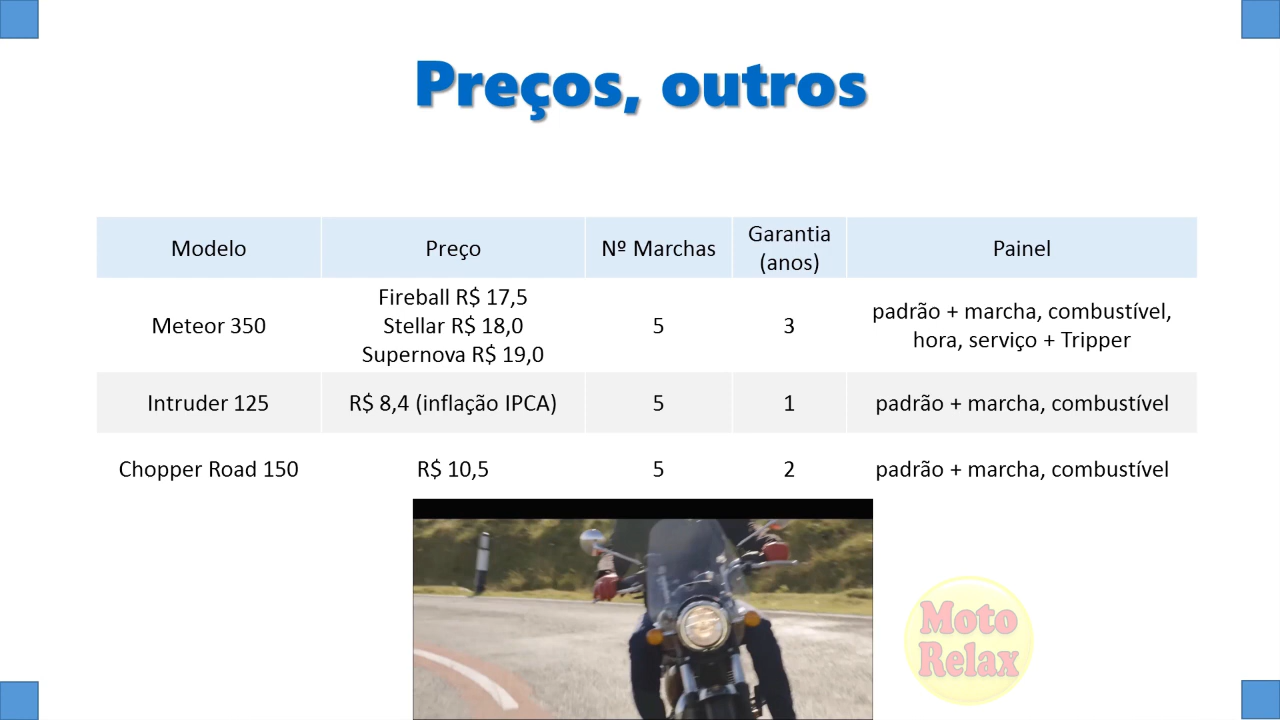 Preços, outros
Modelo Preço Nº Marchas Garantia (anos) Painel
Meteor 350
Fireball R$ 17,5
Stellar R$ 18,0
Supernova R$ 19,0
5
3
padrão + marcha, combustível,
hora, serviço + Tripper
Intruder 125 R$ 8,4 (inflação IPCA) 5 1 padrão + marcha, combustível
Chopper Road 150 R$ 10,5 5 2 padrão + marcha, combustível
Moto
Relax